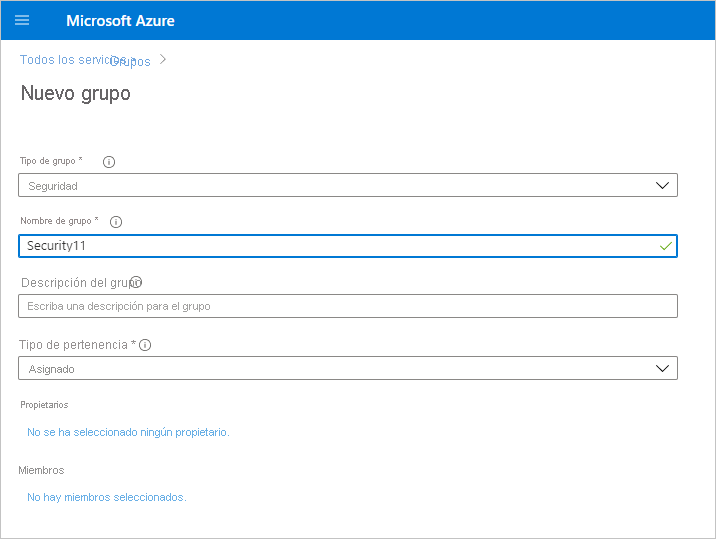 Microsoft Azure
Todos los servicios > Grupos >
Nuevo grupo
Tipo de grupo *
Seguridad
Nombre de grupo *
Security11
Descripción del grupo
Escriba una descripción para el grupo
Tipo de pertenencia *
Asignado
Propietarios
No se ha seleccionado ningún propietario.
Miembros
No hay miembros seleccionados.